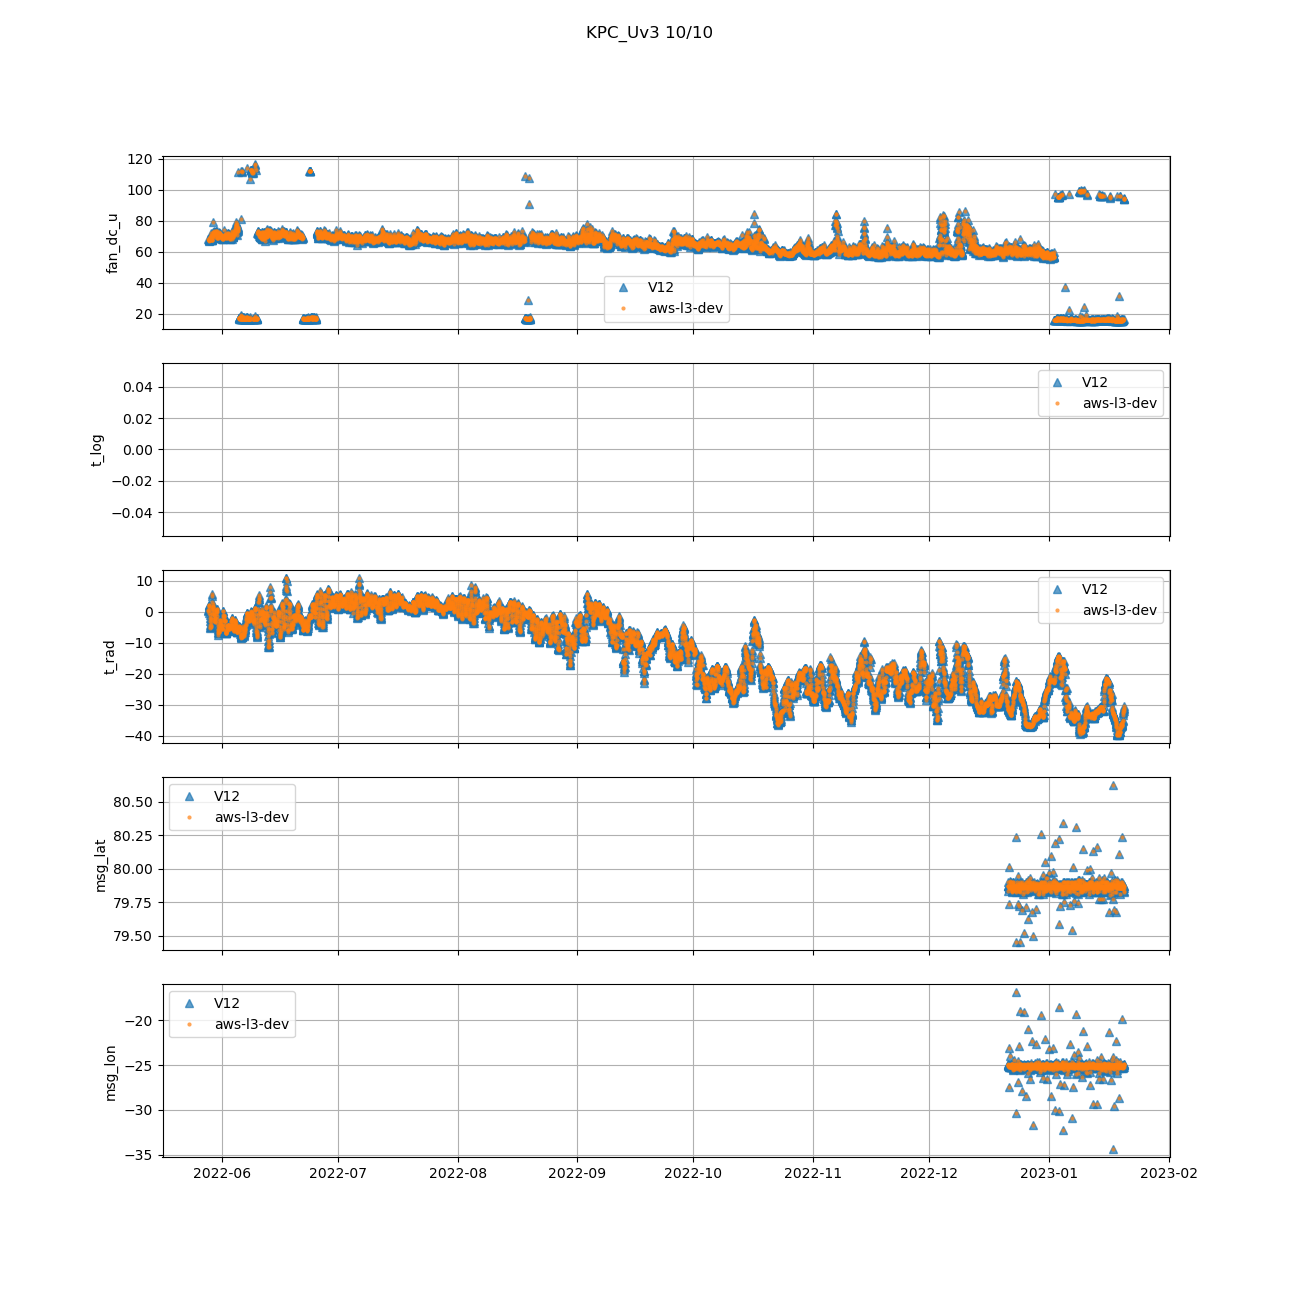 KPC_Uv3 10/10
120
100
80
60
40
20
fan_dc_u
V12
aws-l3-dev
0.04
0.02
0.00
−0.02
−0.04
t_log
V12
aws-l3-dev
10
0
−10
−20
−30
−40
t_rad
V12
aws-l3-dev
80.50
80.25
80.00
79.75
79.50
msg_lat
V12
aws-l3-dev
−20
−25
−30
−35
msg_lon
V12
aws-l3-dev
2022-06 2022-07 2022-08 2022-09 2022-10 2022-11 2022-12 2023-01 2023-02